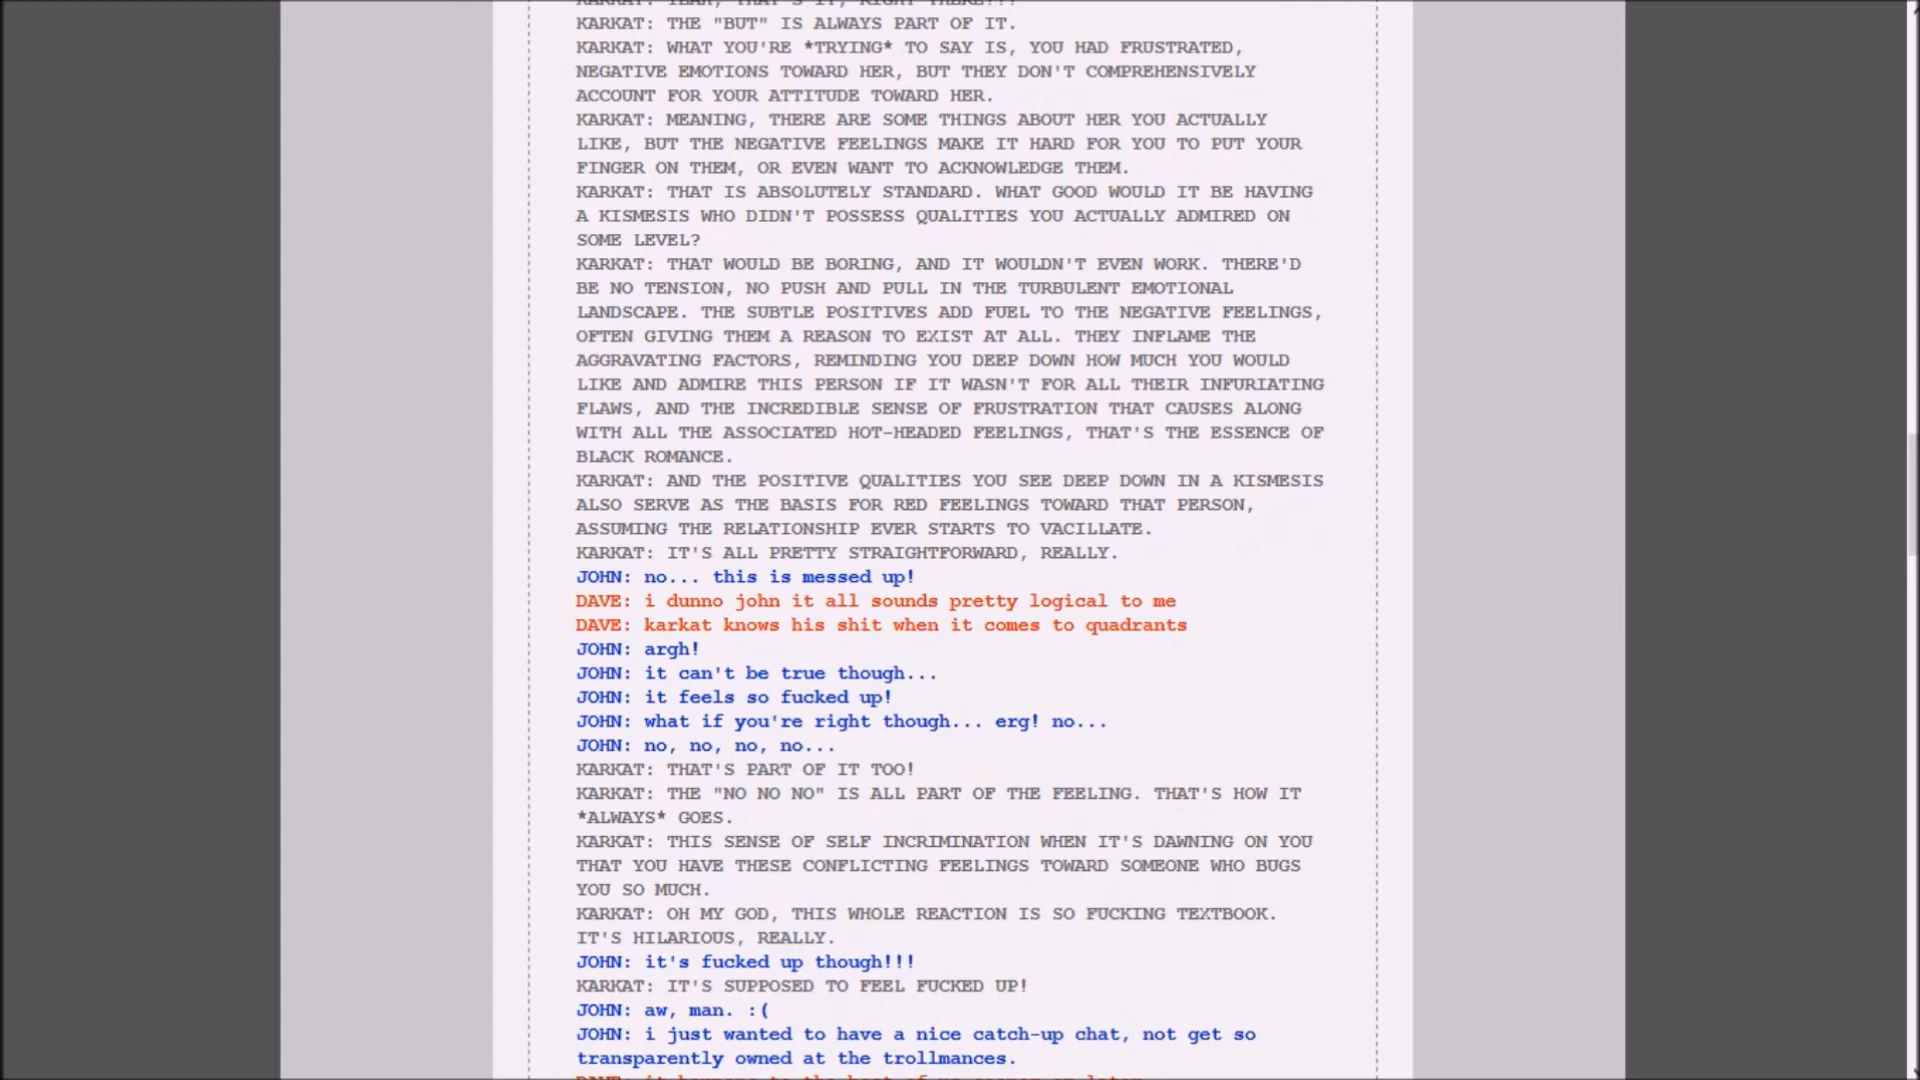 KARKAT: YEAH, THAT'S IT, RIGHT THERE!!!
KARKAT: THE "BUT" IS ALWAYS PART OF IT.
KARKAT: WHAT YOU'RE *TRYING* TO SAY IS, YOU HAD FRUSTRATED,
NEGATIVE EMOTIONS TOWARD HER, BUT THEY DON'T COMPREHENSIVELY
ACCOUNT FOR YOUR ATTITUDE TOWARD HER.
KARKAT: MEANING, THERE ARE SOME THINGS ABOUT HER YOU ACTUALLY
LIKE, BUT THE NEGATIVE FEELINGS MAKE IT HARD FOR YOU TO PUT YOUR
FINGER ON THEM, OR EVEN WANT TO ACKNOWLEDGE THEM.
KARKAT: THAT IS ABSOLUTELY STANDARD. WHAT GOOD WOULD IT BE HAVING
A KISMESIS WHO DIDN'T POSSESS QUALITIES YOU ACTUALLY ADMIRED ON
SOME LEVEL?
KARKAT: THAT WOULD BE BORING, AND IT WOULDN'T EVEN WORK. THERE'D
BE NO TENSION, NO PUSH AND PULL IN THE TURBULENT EMOTIONAL
LANDSCAPE. THE SUBTLE POSITIVES ADD FUEL TO THE NEGATIVE FEELINGS,
OFTEN GIVING THEM A REASON TO EXIST AT ALL. THEY INFLAME THE
AGGRAVATING FACTORS, REMINDING YOU DEEP DOWN HOW MUCH YOU WOULD
LIKE AND ADMIRE THIS PERSON IF IT WASN'T FOR ALL THEIR INFURIATING
FLAWS, AND THE INCREDIBLE SENSE OF FRUSTRATION THAT CAUSES ALONG
WITH ALL THE ASSOCIATED HOT-HEADED FEELINGS, THAT'S THE ESSENCE OF
BLACK ROMANCE.
KARKAT: AND THE POSITIVE QUALITIES YOU SEE DEEP DOWN IN A KISMESIS
ALSO SERVE AS THE BASIS FOR RED FEELINGS TOWARD THAT PERSON,
ASSUMING THE RELATIONSHIP EVER STARTS TO VACILLATE.
KARKAT: IT'S ALL PRETTY STRAIGHTFORWARD, REALLY.
JOHN: no... this is messed up!
DAVE: i dunno john it all sounds pretty logical to me
DAVE: karkat knows his shit when it comes to quadrants
JOHN: argh!
JOHN: it can't be true though...
JOHN: it feels so fucked up!
JOHN: what if you're right though... erg! no...
JOHN: no, no, no, no...
KARKAT: THAT'S PART OF IT TOO!
KARKAT: THE "NO NO NO" IS ALL PART OF THE FEELING. THAT'S HOW IT
*ALWAYS* GOES.
KARKAT: THIS SENSE OF SELF INCRIMINATION WHEN IT'S DAWNING ON YOU
THAT YOU HAVE THESE CONFLICTING FEELINGS TOWARD SOMEONE WHO BUGS
YOU SO MUCH.
KARKAT: OH MY GOD, THIS WHOLE REACTION IS SO FUCKING TEXTBOOK.
IT'S HILARIOUS, REALLY.
JOHN: it's fucked up though!!!
KARKAT: IT'S SUPPOSED TO FEEL FUCKED UP!
JOHN: aw, man. :(
JOHN: i just wanted to have a nice catch-up chat, not get so
transparently owned at the trollmances.